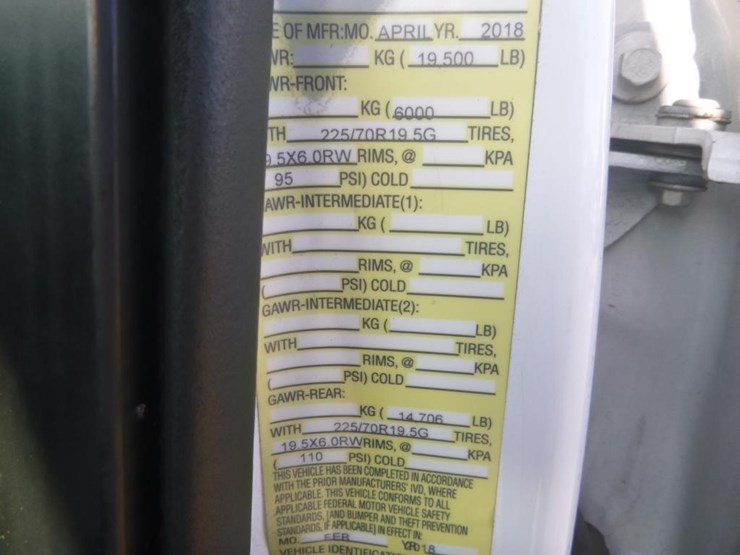 E OF MFR:MO. APRIL YR. 2018
WR: KG ( 19,500 LB)
WR-FRONT:
KG ( 6000 LB)
TH 225/70R19.5G TIRES,
9.5X6.0RW RIMS, @ KPA
95 PSI) COLD
AWR-INTERMEDIATE(1):
KG ( LB)
WITH TIRES,
RIMS, @ KPA
( PSI) COLD
GAWR-INTERMEDIATE(2):
KG ( LB)
WITH TIRES,
RIMS, @ KPA
( PSI) COLD
GAWR-REAR:
KG ( 14,706 LB)
WITH 225/70R19.5G TIRES,
19.5X6.0RW RIMS, @ KPA
( 110 PSI) COLD
THIS VEHICLE HAS BEEN COMPLETED IN ACCORDANCE
WITH THE PRIOR MANUFACTURERS' IVD, WHERE
APPLICABLE. THIS VEHICLE CONFORMS TO ALL
APPLICABLE FEDERAL MOTOR VEHICLE SAFETY
STANDARDS, [AND BUMPER AND THEFT PREVENTION
STANDARDS, IF APPLICABLE] IN EFFECT IN:
MO. FEB YR 018
VEHICLE IDENTIFICAT